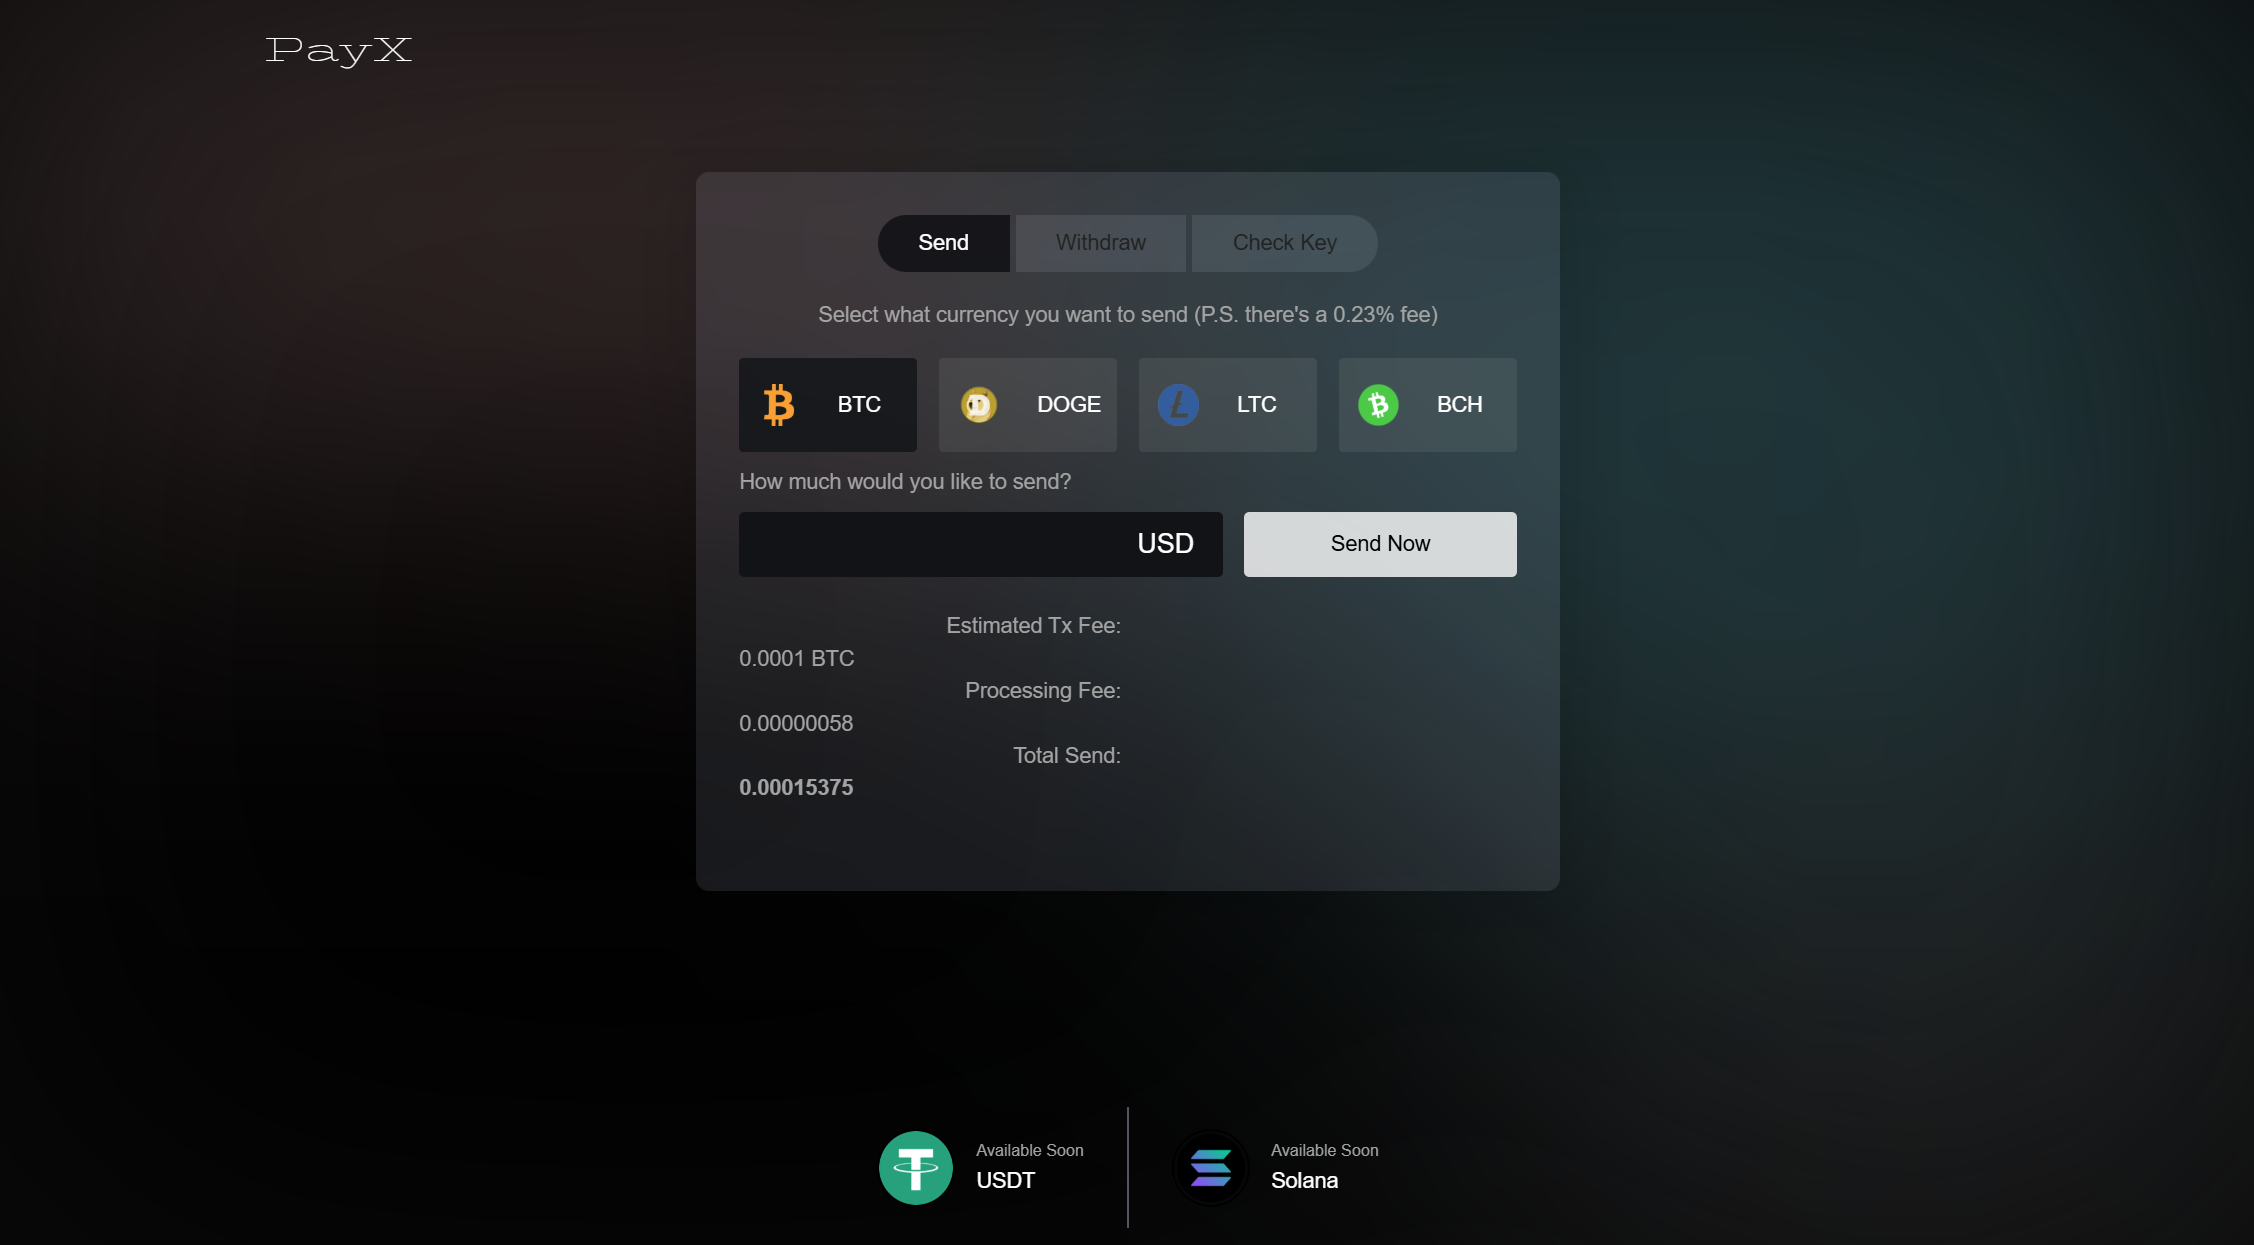 PayX
Send
Withdraw
Check Key
Select what currency you want to send (P.S. there's a 0.23% fee)
BTC
DOGE
LTC
BCH
How much would you like to send?
USD
Send Now
Estimated Tx Fee:
0.0001 BTC
Processing Fee:
0.00000058
Total Send:
0.00015375
Available Soon
USDT
Available Soon
Solana